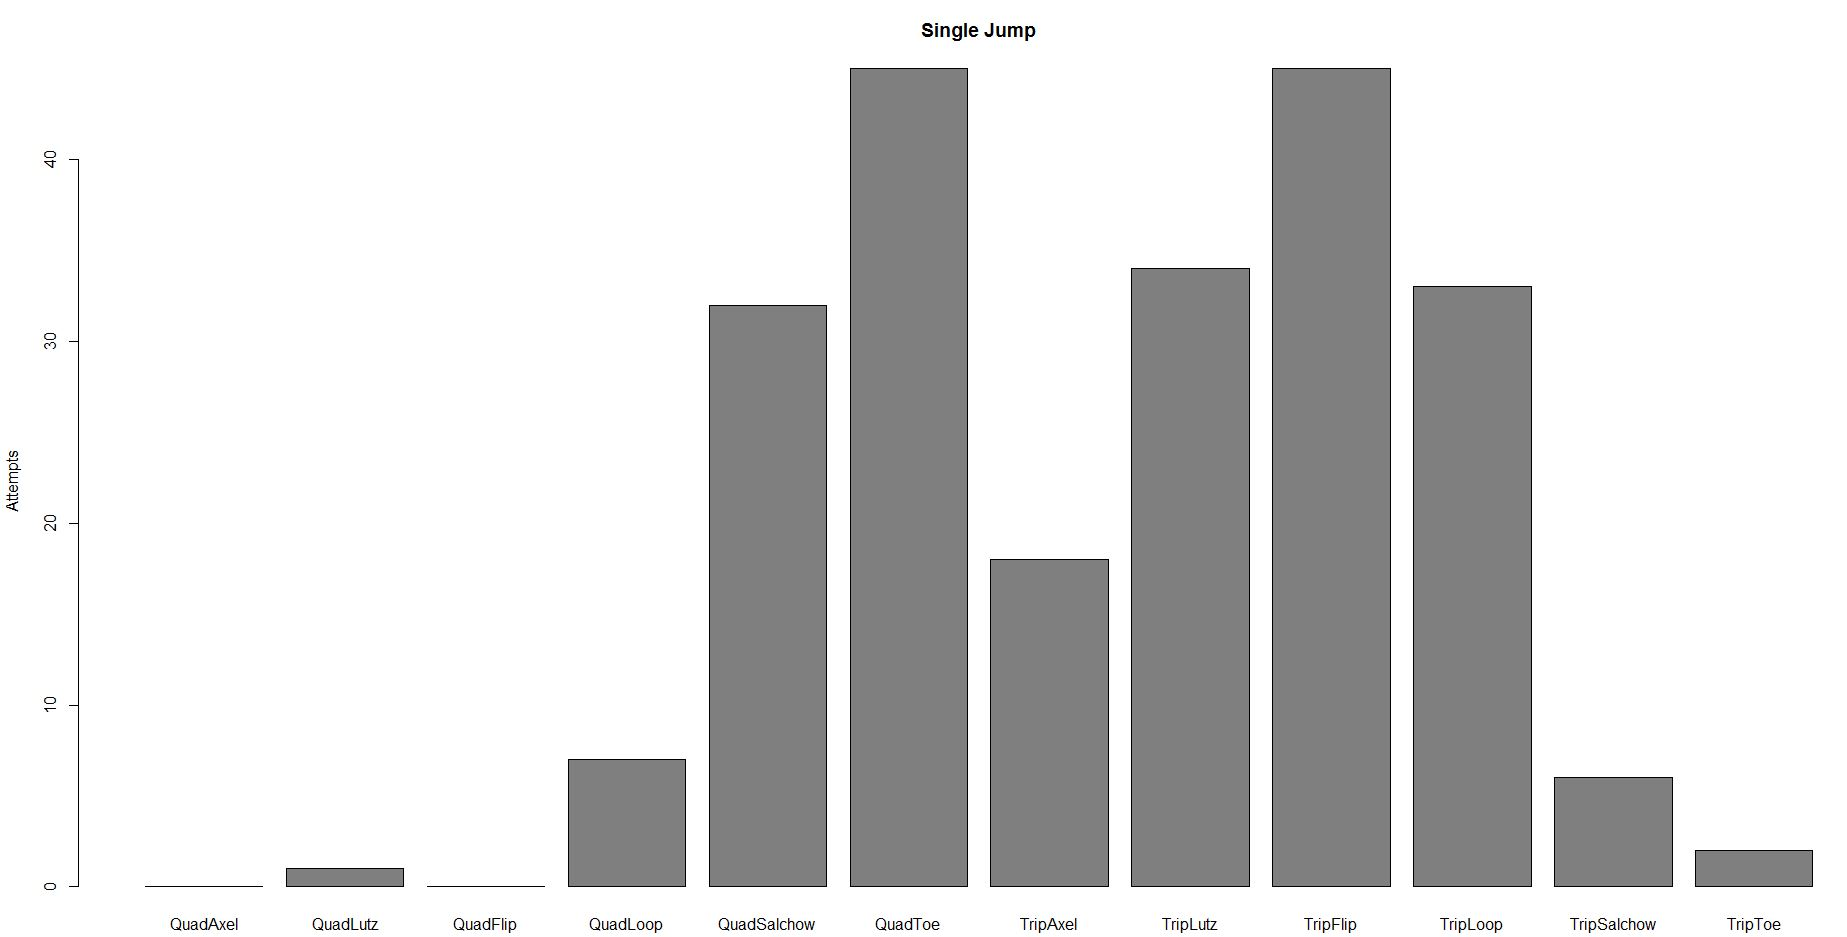 Single Jump
Attempts
40
30
20
10
0
QuadAxel QuadLutz QuadFlip QuadLoop QuadSalchow QuadToe TripAxel TripLutz TripFlip TripLoop TripSalchow TripToe